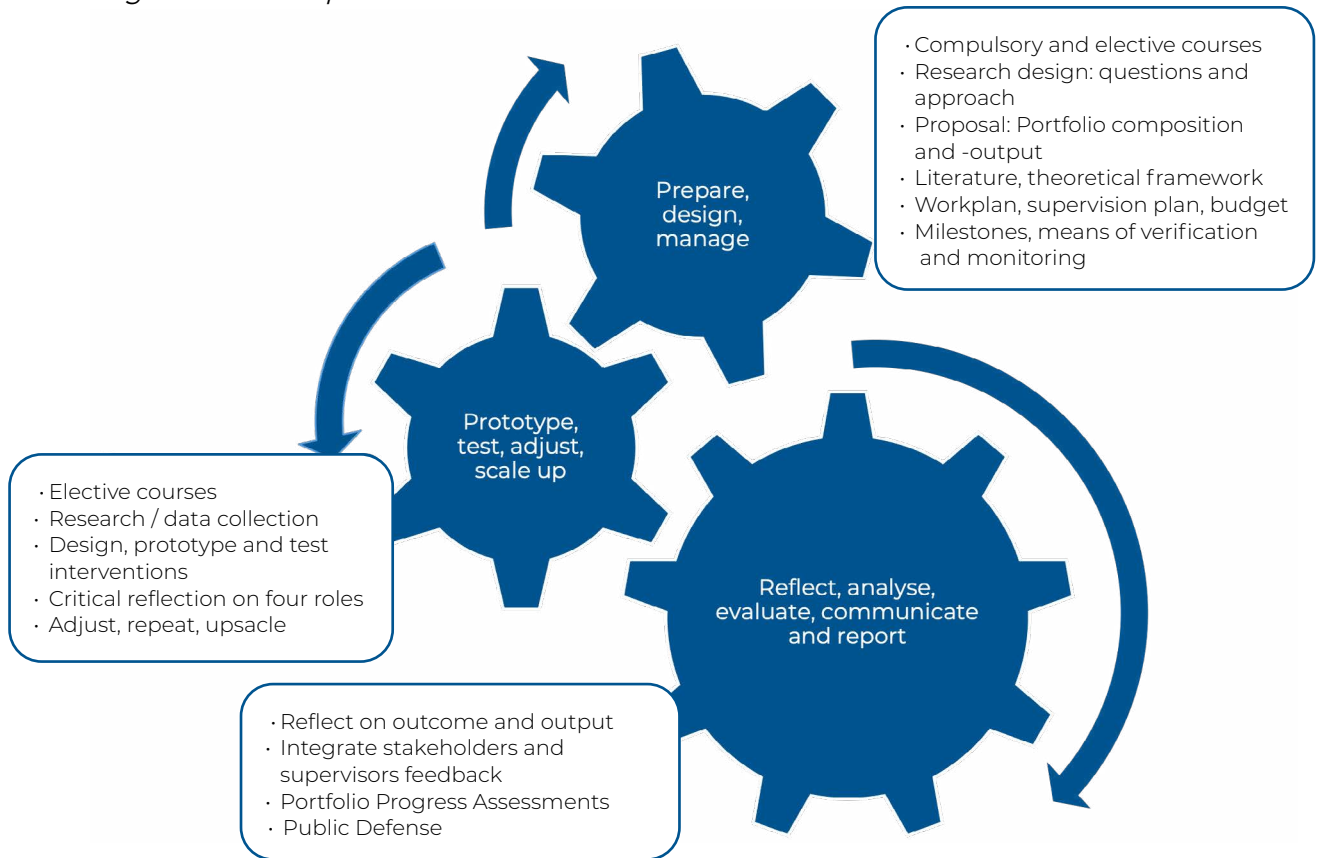 · Compulsory and elective courses
· Research design: questions and
approach
· Proposal: Portfolio composition
and -output
· Literature, theoretical framework
· Workplan, supervision plan, budget
· Milestones, means of verification
and monitoring
Prepare,
design,
manage
Prototype,
test, adjust,
scale up
· Elective courses
· Research / data collection
· Design, prototype and test
interventions
· Critical reflection on four roles
· Adjust, repeat, upsacle
Reflect, analyse,
evaluate, communicate
and report
· Reflect on outcome and output
· Integrate stakeholders and
supervisors feedback
· Portfolio Progress Assessments
· Public Defense